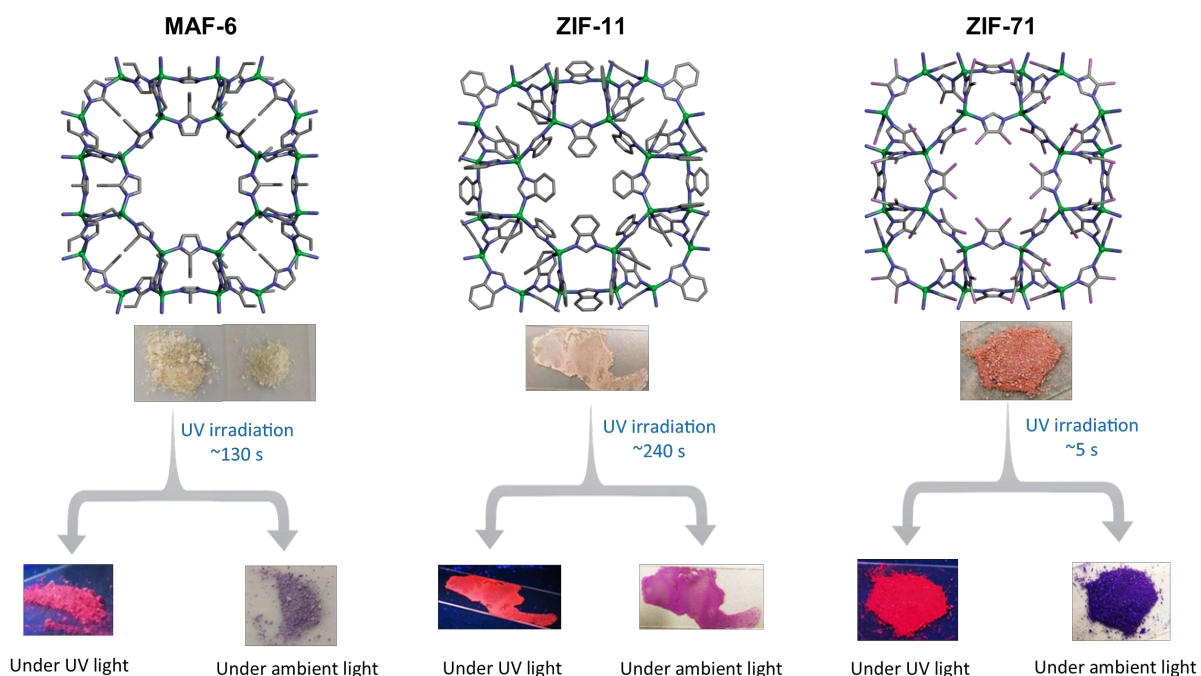 MAF-6
ZIF-11
ZIF-71
UV irradiation
~130 s
UV irradiation
~240 s
UV irradiation
~5 s
Under UV light
Under ambient light
Under UV light
Under ambient light
Under UV light
Under ambient light